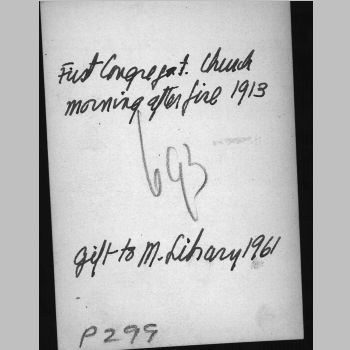 First Congregat. Church
morning after fire 1913
693
gift to M. Library 1961
P299